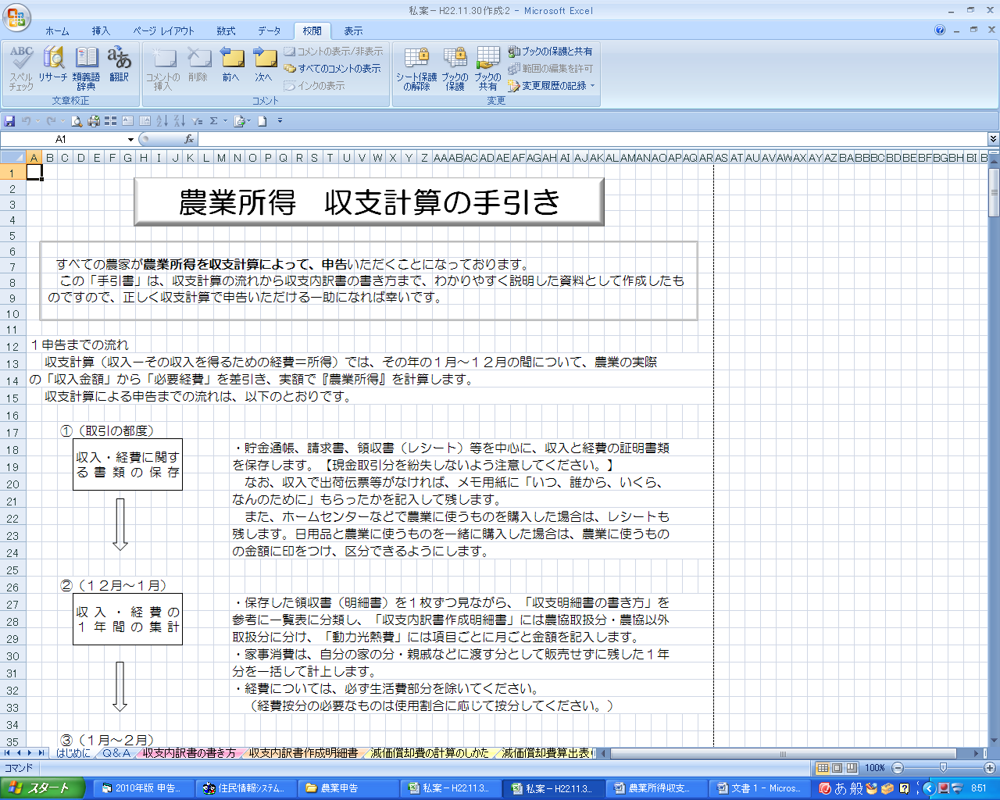 私案－H22.11.30作成:2 - Microsoft Excel
ホーム 挿入 ページ レイアウト 数式 データ 校閲 表示
ABC
スペル チェック リサーチ 類義語 辞典 翻訳 コメントの 挿入 削除 前へ 次へ
コメントの表示/非表示
すべてのコメントの表示
インクの表示
シート保護 の解除 ブックの 保護 ブックの 共有
ブックの保護と共有
範囲の編集を許可
変更履歴の記録
文章校正 コメント 変更
A1 fx
A B C D E F G H I J K L M N O P Q R S T U V W X Y Z AA AB AC AD AE AF AG AH AI AJ AK AL AM AN AO AP AQ AR AS AT AU AV AW AX AY AZ BA BB BC BD BE BF BG BH BI B
1
2
3
4
5
6
7
8
9
10
11
12
13
14
15
16
17
18
19
20
21
22
23
24
25
26
27
28
29
30
31
32
33
34
35
農業所得　収支計算の手引き
すべての農家が農業所得を収支計算によって、申告いただくことになっております。
この「手引書」は、収支計算の流れから収支内訳書の書き方まで、わかりやすく説明した資料として作成したも
のですので、正しく収支計算で申告いただける一助になれば幸いです。
１申告までの流れ
収支計算（収入－その収入を得るための経費＝所得）では、その年の１月～１２月の間について、農業の実際
の「収入金額」から「必要経費」を差引き、実額で『農業所得』を計算します。
収支計算による申告までの流れは、以下のとおりです。
①（取引の都度）
収入・経費に関す
る書類の保存
・貯金通帳、請求書、領収書（レシート）等を中心に、収入と経費の証明書類
を保存します。【現金取引分を紛失しないよう注意してください。】
なお、収入で出荷伝票等がなければ、メモ用紙に「いつ、誰から、いくら、
なんのために」もらったかを記入して残します。
また、ホームセンターなどで農業に使うものを購入した場合は、レシートも
残します。日用品と農業に使うものを一緒に購入した場合は、農業に使うもの
の金額に印をつけ、区分できるようにします。
②（１２月～１月）
収入・経費の
１年間の集計
・保存した領収書（明細書）を１枚ずつ見ながら、「収支明細書の書き方」を
参考に一覧表に分類し、「収支内訳書作成明細書」には農協取扱分・農協以外
取扱分に分け、「動力光熱費」には項目ごとに月ごと金額を記入します。
・家事消費は、自分の家の分・親戚などに渡す分として販売せずに残した１年
分を一括して計上します。
・経費については、必ず生活費部分を除いてください。
（経費按分の必要なものは使用割合に応じて按分してください。）
③（１月～２月）
はじめに Q&A 収支内訳書の書き方 収支内訳書作成明細書 減価償却費の計算のしかた 減価償却費算出表
コマンド 100%
スタート 2010年版 申告... 住民情報システム... 農業申告 私案－H22.11.3... 私案－H22.11.3... 農業所得収支... 文書 1 - Micros... あ 般 8:51